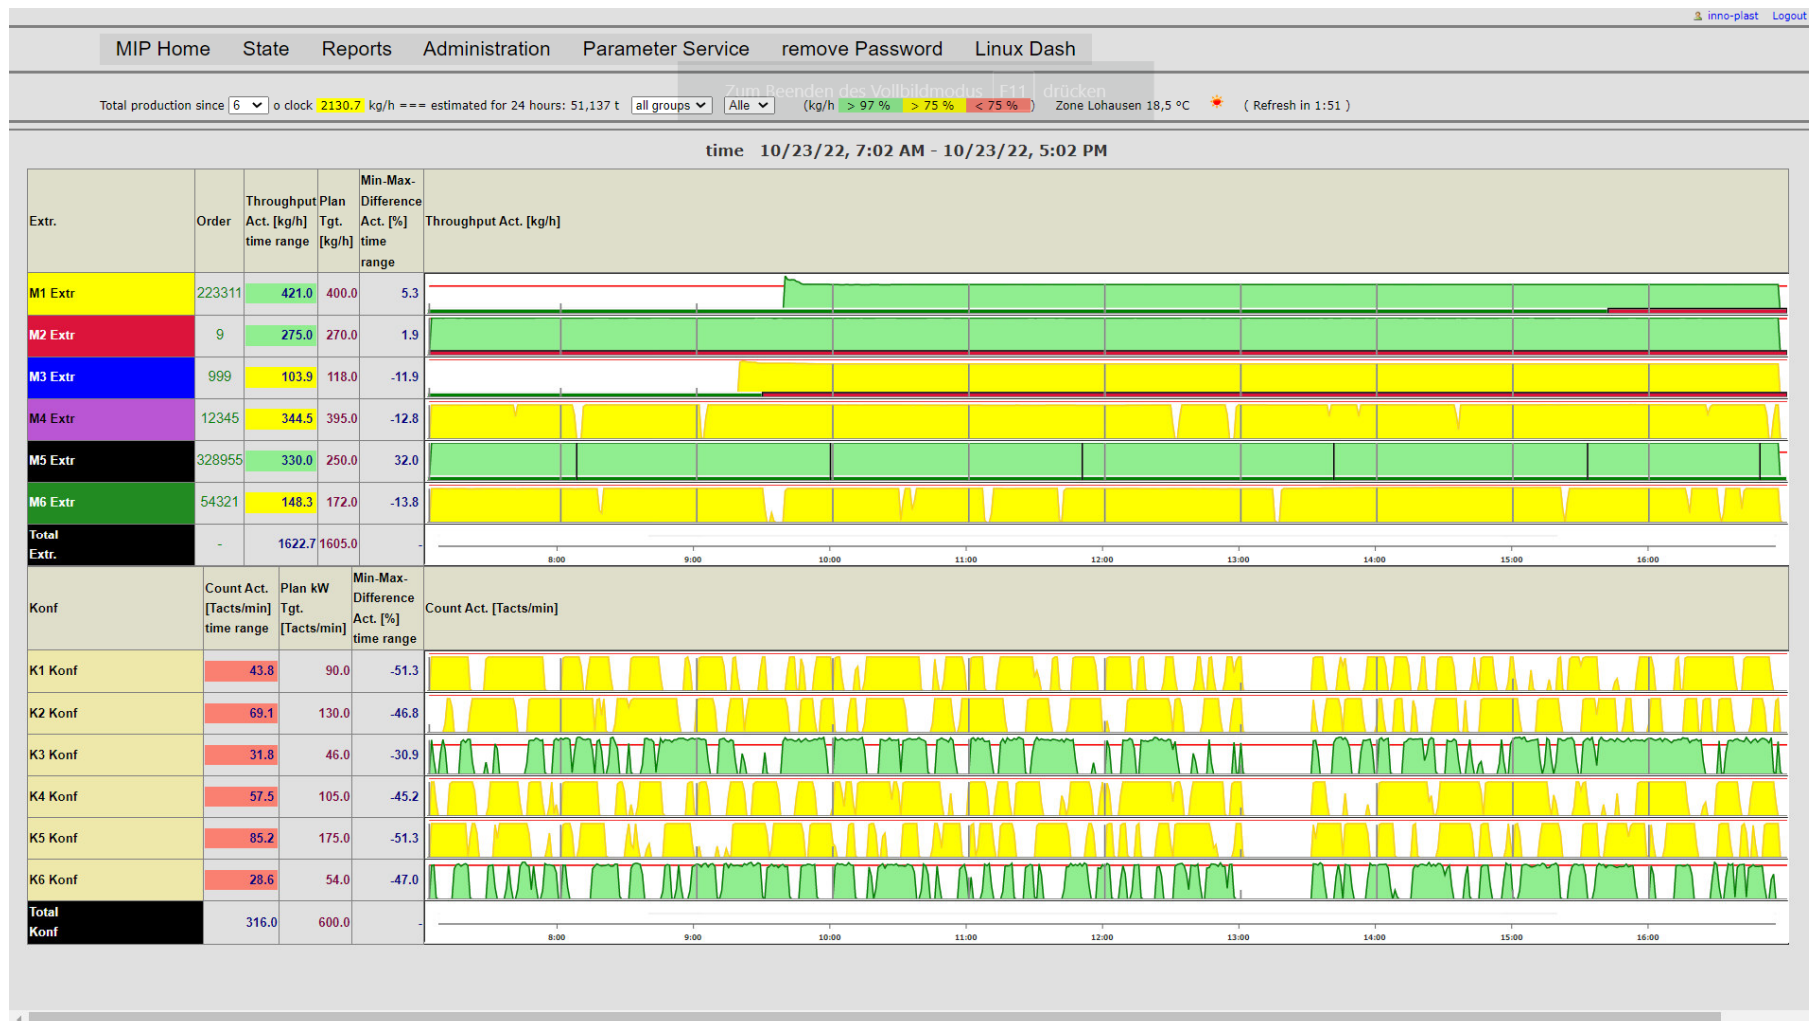 inno-plast Logout
MIP Home State Reports Administration Parameter Service remove Password Linux Dash
Zum Beenden des Vollbildmodus F11 drücken
Total production since 6 o clock 2130.7 kg/h === estimated for 24 hours: 51,137 t all groups Alle (kg/h > 97 % > 75 % < 75 % ) Zone Lohausen 18,5 °C ( Refresh in 1:51 )
time 10/23/22, 7:02 AM - 10/23/22, 5:02 PM
Extr. Order Throughput Act. [kg/h] time range Plan Tgt. [kg/h] Min-Max-Difference Act. [%] time range Throughput Act. [kg/h]
M1 Extr 223311 421.0 400.0 5.3
M2 Extr 9 275.0 270.0 1.9
M3 Extr 999 103.9 118.0 -11.9
M4 Extr 12345 344.5 395.0 -12.8
M5 Extr 328955 330.0 250.0 32.0
M6 Extr 54321 148.3 172.0 -13.8
Total Extr. - 1622.7 1605.0 -
8:00 9:00 10:00 11:00 12:00 13:00 14:00 15:00 16:00
Konf Count Act. [Tacts/min] time range Plan kW Tgt. [Tacts/min] Min-Max-Difference Act. [%] time range Count Act. [Tacts/min]
K1 Konf 43.8 90.0 -51.3
K2 Konf 69.1 130.0 -46.8
K3 Konf 31.8 46.0 -30.9
K4 Konf 57.5 105.0 -45.2
K5 Konf 85.2 175.0 -51.3
K6 Konf 28.6 54.0 -47.0
Total Konf 316.0 600.0 -
8:00 9:00 10:00 11:00 12:00 13:00 14:00 15:00 16:00